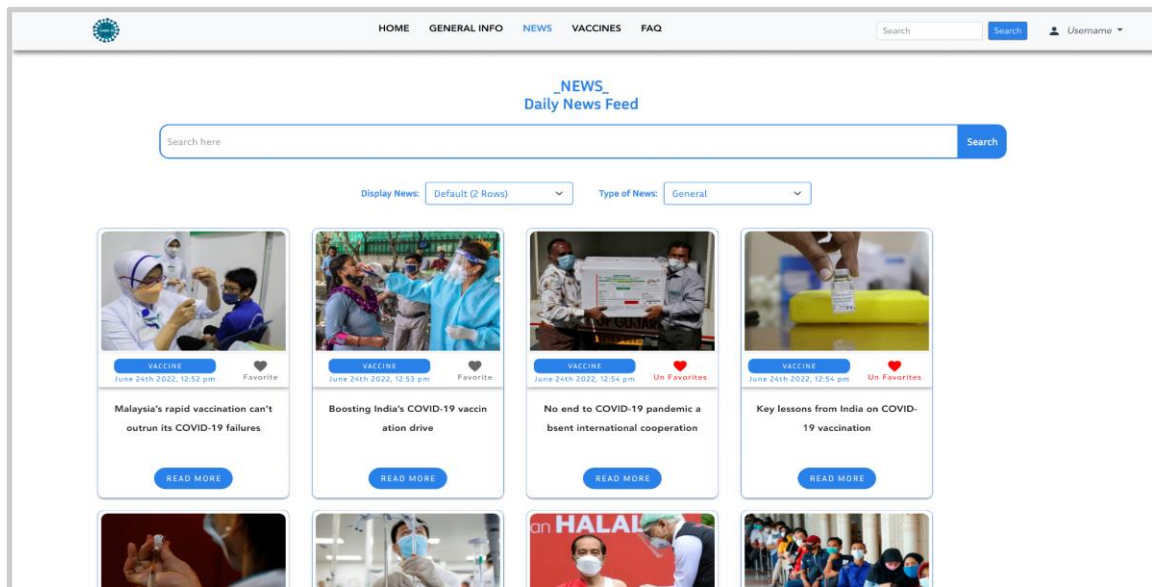 HOME GENERAL INFO NEWS VACCINES FAQ
Search
Search
Username
_NEWS_
Daily News Feed
Search here
Search
Display News: Default (2 Rows)
Type of News: General
VACCINE
June 24th 2022, 12:52 pm
Favorite
Malaysia's rapid vaccination can't
outrun its COVID-19 failures
READ MORE
VACCINE
June 24th 2022, 12:53 pm
Favorite
Boosting India's COVID-19 vaccin
ation drive
READ MORE
VACCINE
June 24th 2022, 12:54 pm
Un Favorites
No end to COVID-19 pandemic a
bsent international cooperation
READ MORE
VACCINE
June 24th 2022, 12:54 pm
Un Favorites
Key lessons from India on COVID-
19 vaccination
READ MORE
an HALAL